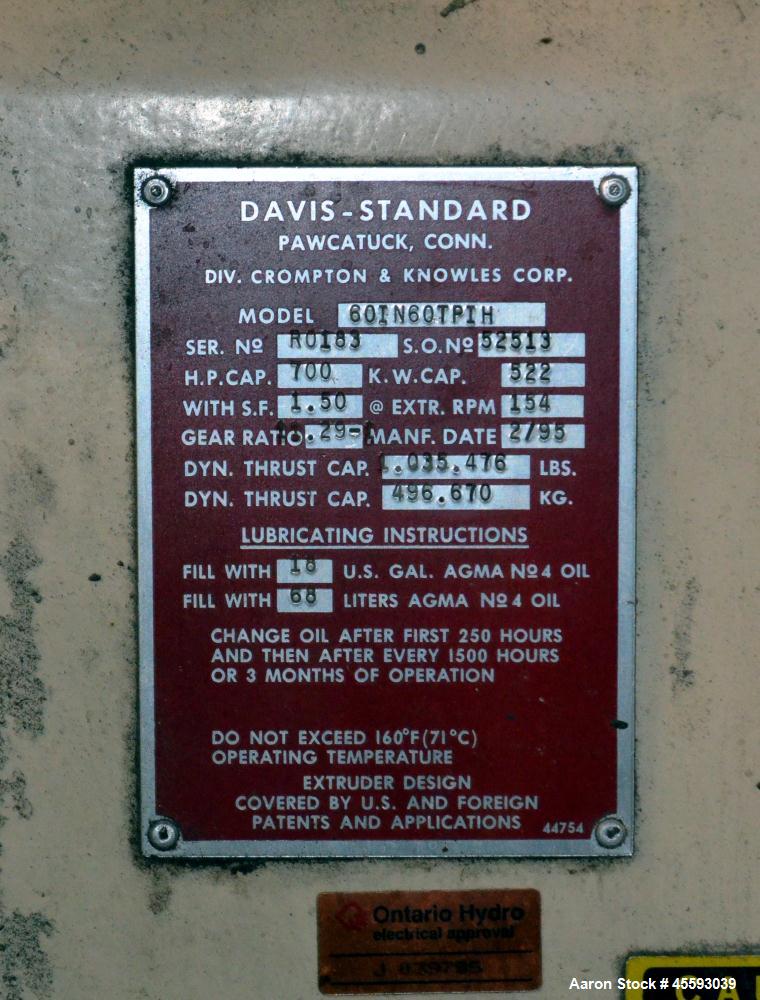 DAVIS-STANDARD
PAWCATUCK, CONN.
DIV. CROMPTON & KNOWLES CORP.
MODEL 60IN60TPIH
SER. Nº R0183 S.O.Nº 52513
H.P.CAP. 700 K.W.CAP. 522
WITH S.F. 1.50 @ EXTR. RPM 154
GEAR RATIO MANF. DATE 2/95
DYN. THRUST CAP. 1.035.476 LBS.
DYN. THRUST CAP. 496.670 KG.
LUBRICATING INSTRUCTIONS
FILL WITH 18 U.S. GAL. AGMA Nº4 OIL
FILL WITH 68 LITERS AGMA Nº4 OIL
CHANGE OIL AFTER FIRST 250 HOURS
AND THEN AFTER EVERY 1500 HOURS
OR 3 MONTHS OF OPERATION
DO NOT EXCEED 160°F(71°C)
OPERATING TEMPERATURE
EXTRUDER DESIGN
COVERED BY U.S. AND FOREIGN
PATENTS AND APPLICATIONS 44754
Ontario Hydro
electrical approval
Aaron Stock # 45593039